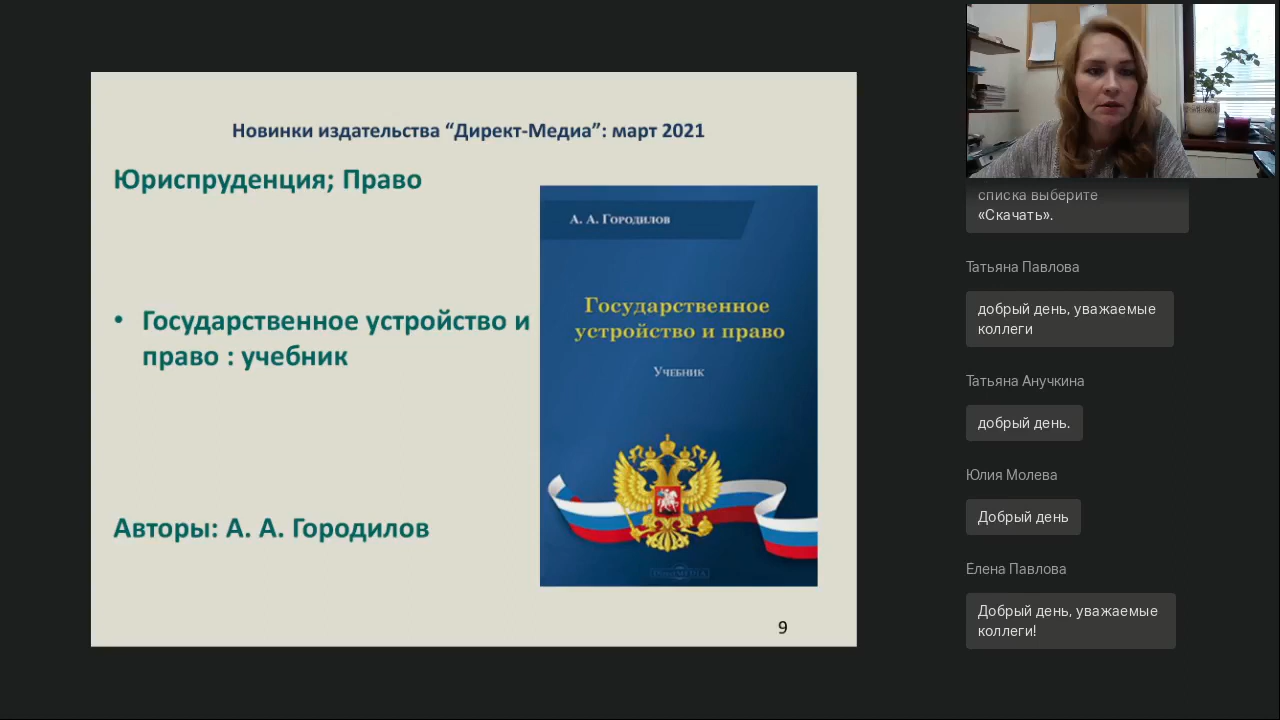 Новинки издательства “Директ-Медиа”: март 2021
Юриспруденция; Право
• Государственное устройство и
право : учебник
Авторы: А. А. Городилов
А. А. Городилов
Государственное
устройство и право
Учебник
9
списка выберите
«Скачать».
Татьяна Павлова
добрый день, уважаемые
коллеги
Татьяна Анучкина
добрый день.
Юлия Молева
Добрый день
Елена Павлова
Добрый день, уважаемые
коллеги!